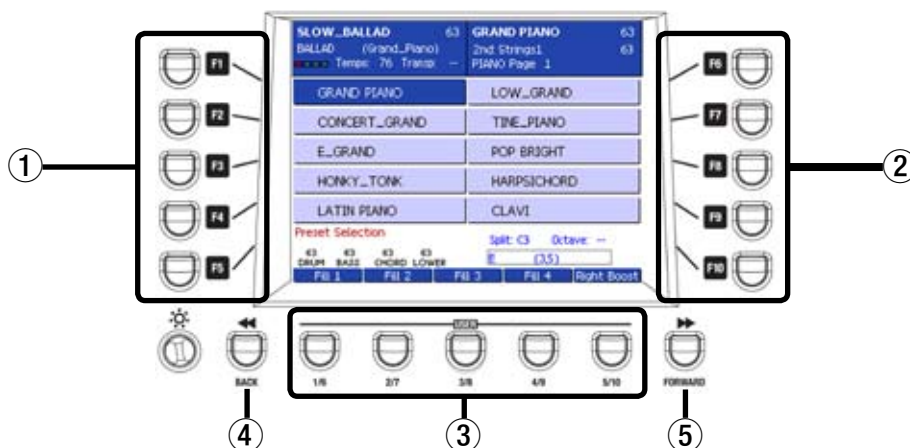 SLOW_BALLAD 63
BALLAD (Grand_Piano)
Tempo: 76 Transp: --
GRAND PIANO 63
2nd: Strings1 63
PIANO Page 1
GRAND PIANO LOW_GRAND
CONCERT_GRAND TINE_PIANO
E_GRAND POP BRIGHT
HONKY_TONK HARPSICHORD
LATIN PIANO CLAVI
Preset Selection
Split: C3 Octave: --
63 63 63 63
DRUM BASS CHORD LOWER
E (3,5)
Fill 1 Fill 2 Fill 3 Fill 4 Right Boost
F1
F2
F3
F4
F5
F6
F7
F8
F9
F10
1
2
USER
BACK 1/6 2/7 3/8 4/9 5/10 FORWARD
4 3 5